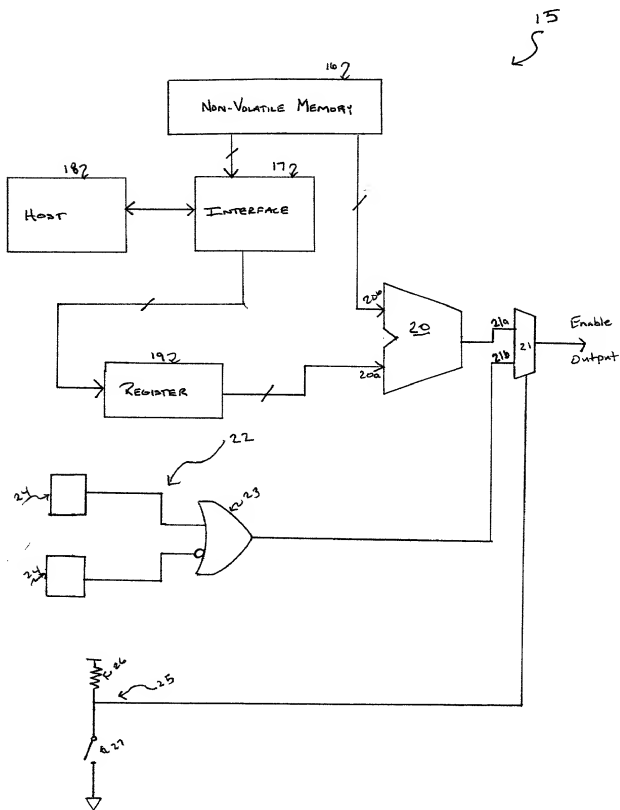 15
16
NON-VOLATILE MEMORY
18
17
HOST
INTERFACE
20b
20
21a
Enable
21
19
20a
21b
Output
REGISTER
22
24
23
24
26
25
27